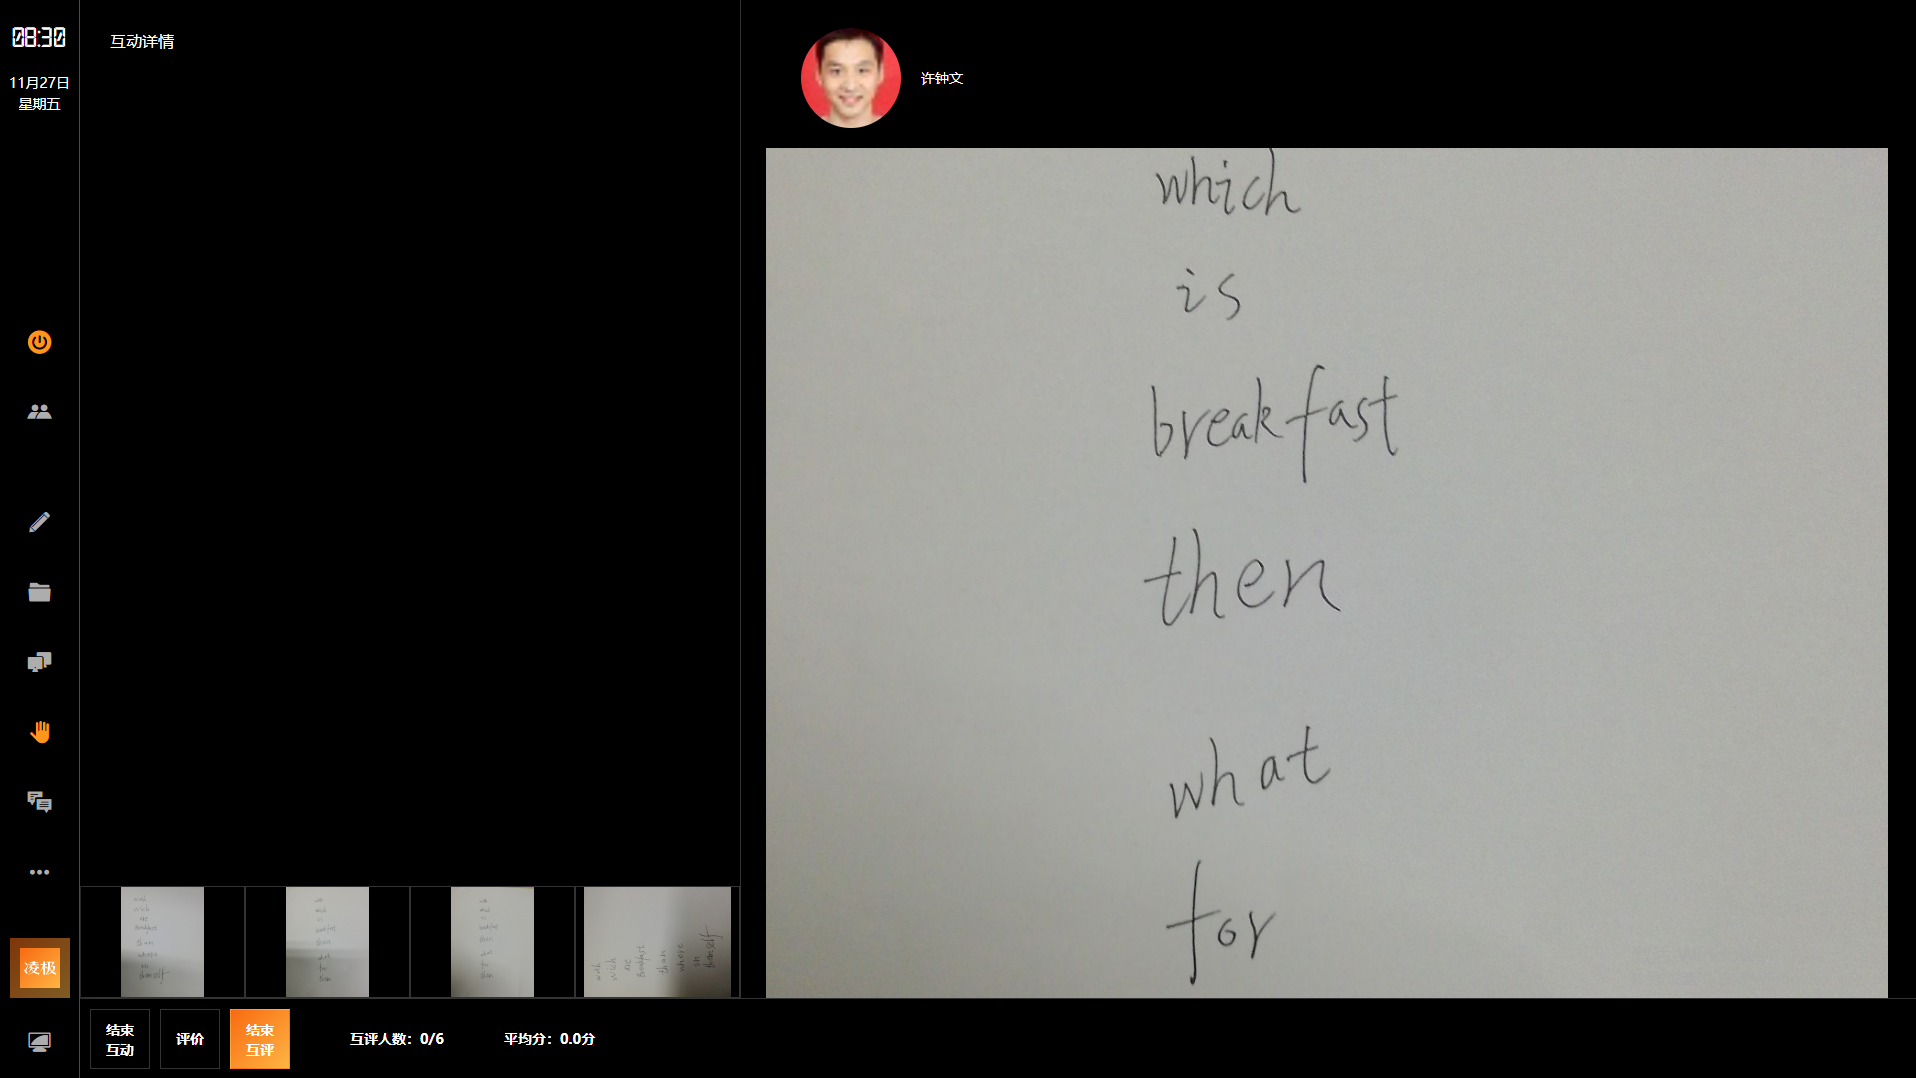 08:30
11月27日
星期五
互动详情
许钟文
which
is
breakfast
then
what
for
凌极
结束
互动
评价
结束
互评
互评人数：0/6
平均分：0.0分